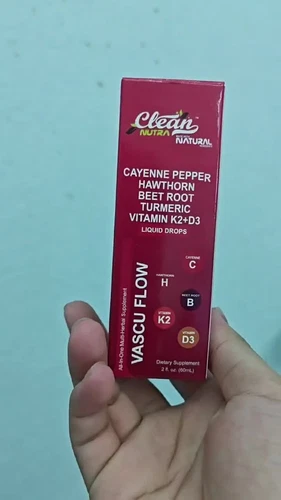 Clean
NUTRA
NATURAL
CAYENNE PEPPER
HAWTHORN
BEET ROOT
TURMERIC
VITAMIN K2+D3
LIQUID DROPS
CAYENNE
C
HAWTHORN
H
BEET ROOT
B
VITAMIN
K2
VITAMIN
D3
VASCU FLOW
All-In-One Multi-Herbal Supplement
Dietary Supplement
2 fl. oz. (60mL)